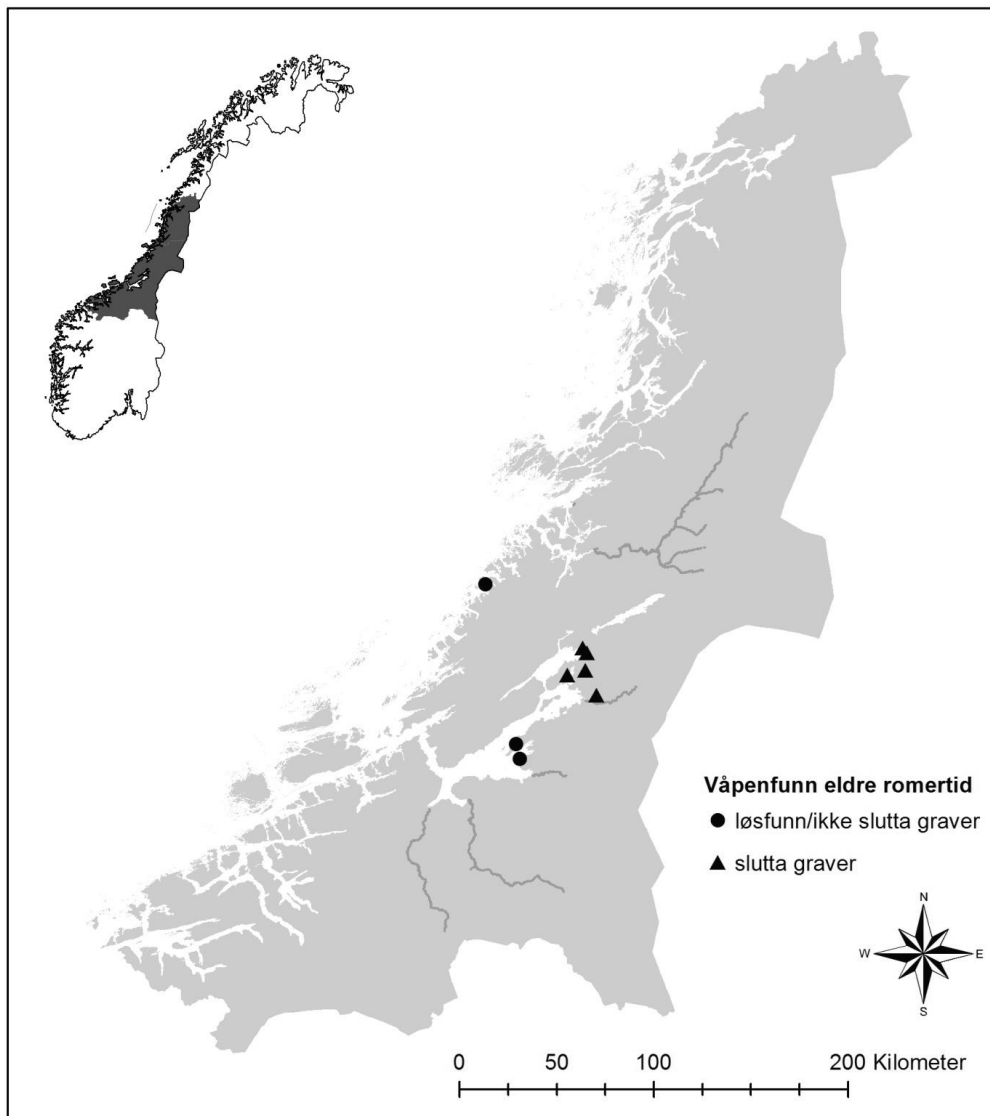 Våpenfunn eldre romertid
løsfunn/ikke slutta graver
slutta graver
N
W E
S
0 50 100 200 Kilometer